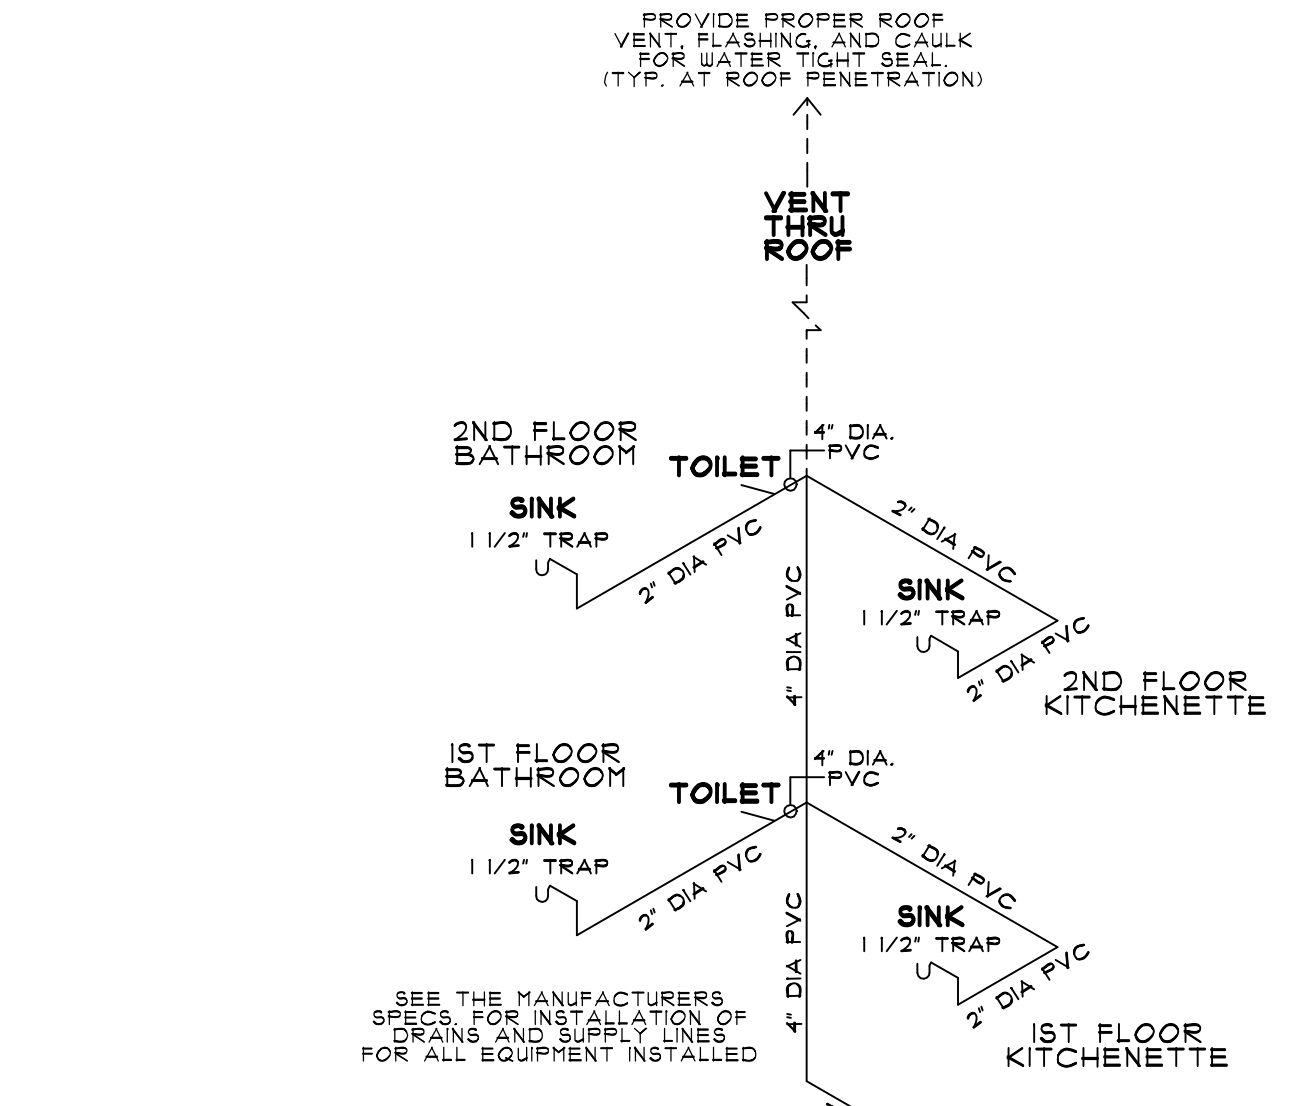 PROVIDE PROPER ROOF
VENT, FLASHING, AND CAULK
FOR WATER TIGHT SEAL.
(TYP. AT ROOF PENETRATION)
VENT
THRU
ROOF
2ND FLOOR
BATHROOM
TOILET
4" DIA.
PVC
SINK
1 1/2" TRAP
2" DIA PVC
2" DIA PVC
4" DIA PVC
SINK
1 1/2" TRAP
2" DIA PVC
2ND FLOOR
KITCHENETTE
1ST FLOOR
BATHROOM
TOILET
4" DIA.
PVC
SINK
1 1/2" TRAP
2" DIA PVC
2" DIA PVC
4" DIA PVC
SINK
1 1/2" TRAP
2" DIA PVC
1ST FLOOR
KITCHENETTE
SEE THE MANUFACTURERS
SPECS. FOR INSTALLATION OF
DRAINS AND SUPPLY LINES
FOR ALL EQUIPMENT INSTALLED